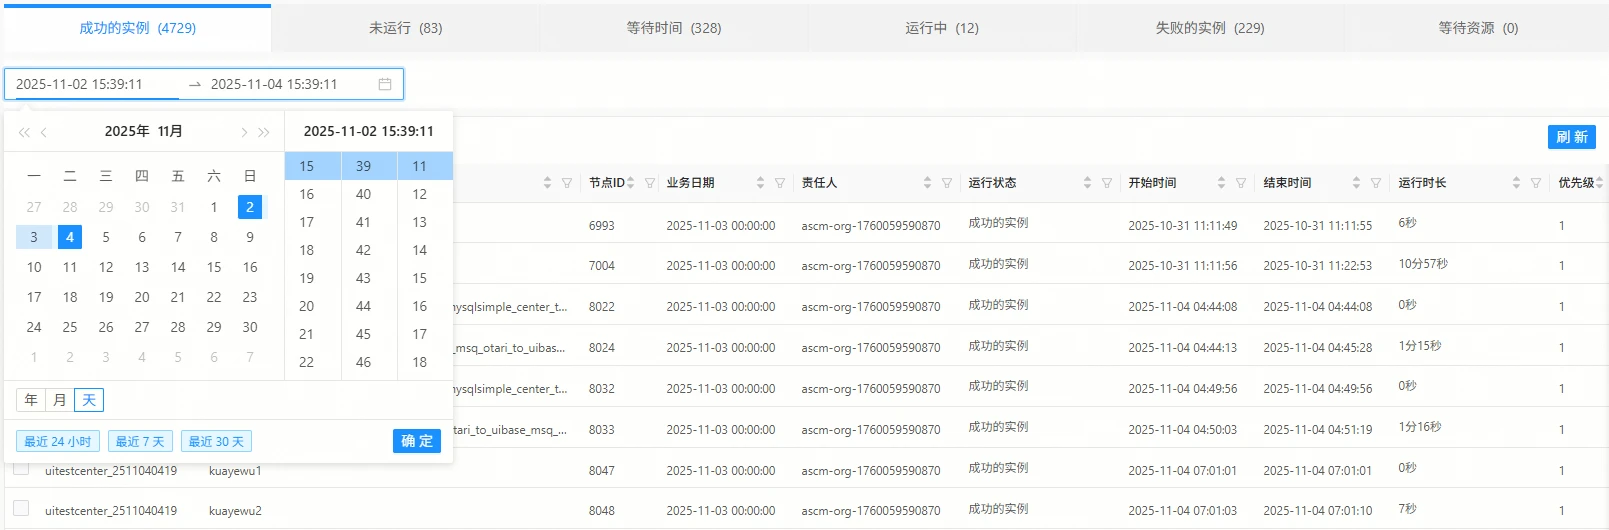 成功的实例 (4729) 未运行 (83) 等待时间 (328) 运行中 (12) 失败的实例 (229) 等待资源 (0)
2025-11-02 15:39:11 → 2025-11-04 15:39:11
2025年 11月 2025-11-02 15:39:11
刷 新
一 二 三 四 五 六 日
27 28 29 30 31 1 2
3 4 5 6 7 8 9
10 11 12 13 14 15 16
17 18 19 20 21 22 23
24 25 26 27 28 29 30
1 2 3 4 5 6 7
15 39 11
16 40 12
17 41 13
18 42 14
19 43 15
20 44 16
21 45 17
22 46 18
年 月 天
最近 24 小时 最近 7 天 最近 30 天 确 定
节点ID 业务日期 责任人 运行状态 开始时间 结束时间 运行时长 优先级
6993 2025-11-03 00:00:00 ascm-org-1760059590870 成功的实例 2025-10-31 11:11:49 2025-10-31 11:11:55 6秒 1
7004 2025-11-03 00:00:00 ascm-org-1760059590870 成功的实例 2025-10-31 11:11:56 2025-10-31 11:22:53 10分57秒 1
nysqlsimple_center_t... 8022 2025-11-03 00:00:00 ascm-org-1760059590870 成功的实例 2025-11-04 04:44:08 2025-11-04 04:44:08 0秒 1
_msq_otari_to_uibas... 8024 2025-11-03 00:00:00 ascm-org-1760059590870 成功的实例 2025-11-04 04:44:13 2025-11-04 04:45:28 1分15秒 1
nysqlsimple_center_t... 8032 2025-11-03 00:00:00 ascm-org-1760059590870 成功的实例 2025-11-04 04:49:56 2025-11-04 04:49:56 0秒 1
tari_to_uibase_msq_... 8033 2025-11-03 00:00:00 ascm-org-1760059590870 成功的实例 2025-11-04 04:50:03 2025-11-04 04:51:19 1分16秒 1
uitestcenter_2511040419 kuayewu1 8047 2025-11-03 00:00:00 ascm-org-1760059590870 成功的实例 2025-11-04 07:01:01 2025-11-04 07:01:01 0秒 1
uitestcenter_2511040419 kuayewu2 8048 2025-11-03 00:00:00 ascm-org-1760059590870 成功的实例 2025-11-04 07:01:03 2025-11-04 07:01:10 7秒 1